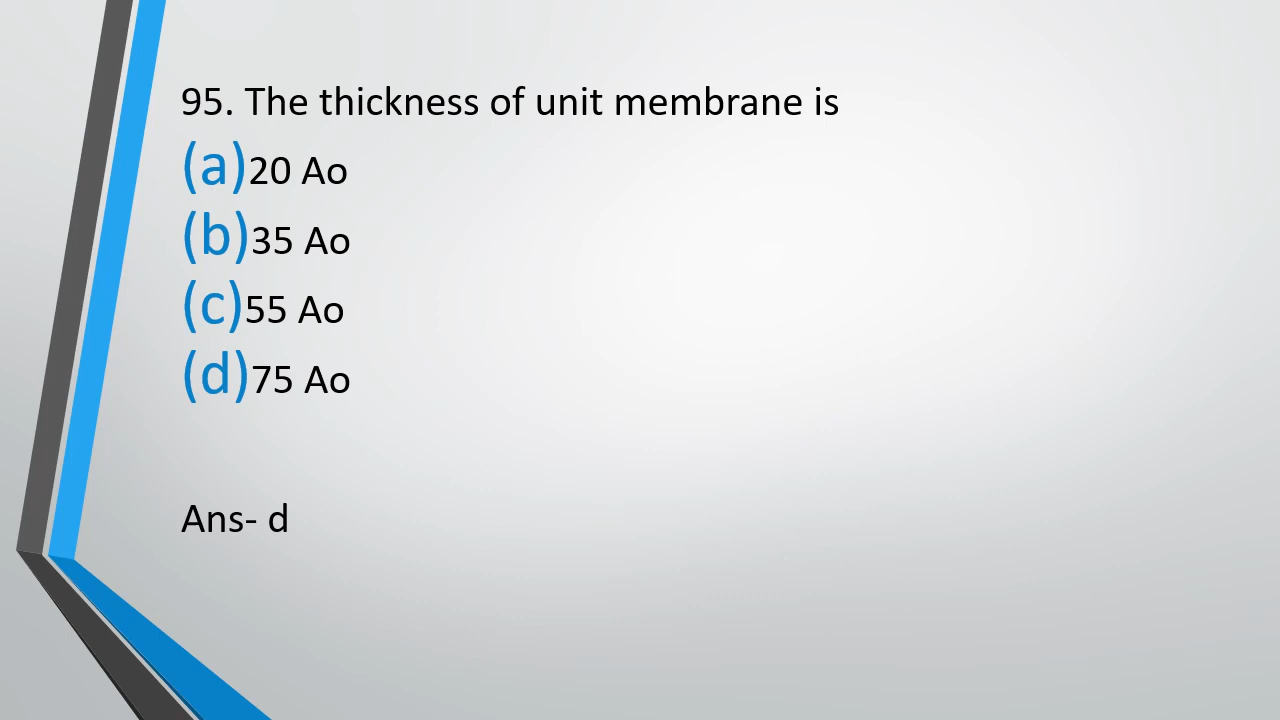 95. The thickness of unit membrane is
(a)20 Ao
(b)35 Ao
(c)55 Ao
(d)75 Ao
Ans- d